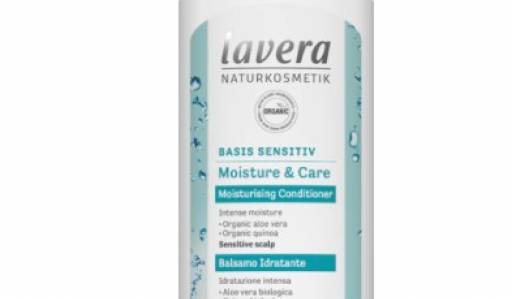 lavera
NATURKOSMETIK
ORGANIC
BASIS SENSITIV
Moisture & Care
Moisturising Conditioner
Intense moisture
• Organic aloe vera
• Organic quinoa
Sensitive scalp
Balsamo Idratante
Idratazione intensa
• Aloe vera biologica